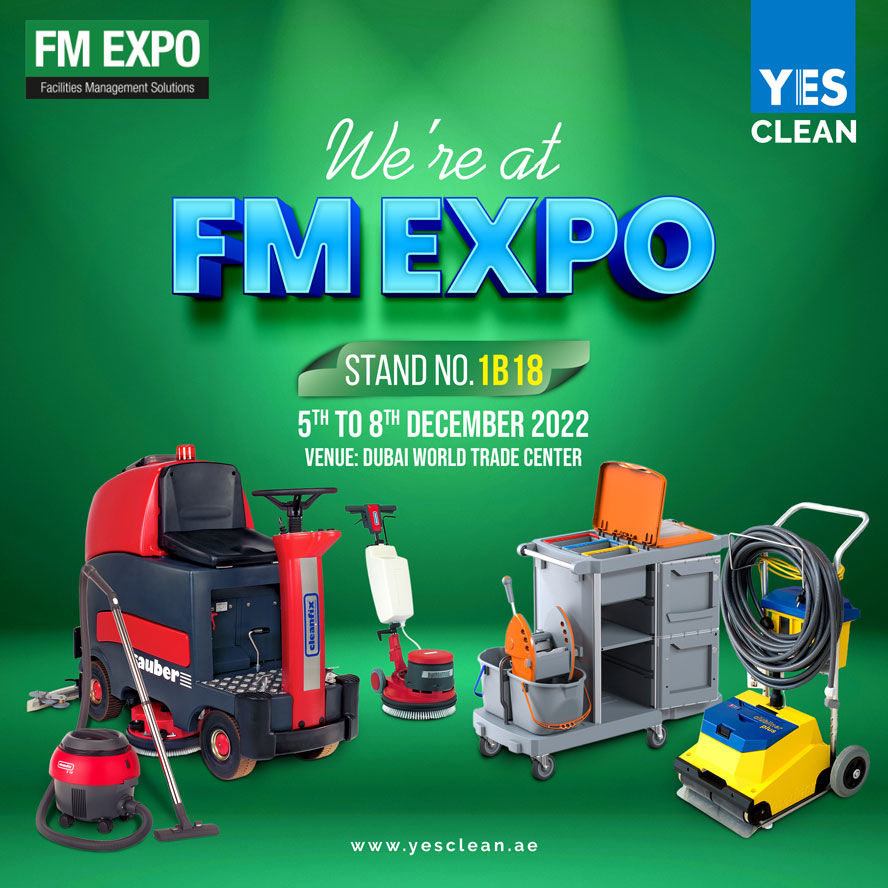 FM EXPO
Facilities Management Solutions
YES
CLEAN
We're at
FM EXPO
STAND NO. 1B18
5TH TO 8TH DECEMBER 2022
VENUE: DUBAI WORLD TRADE CENTER
cleanfix
auber
www.yesclean.ae